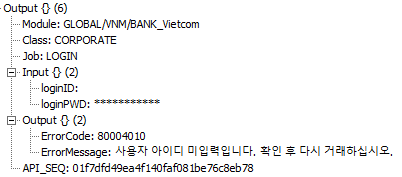 Output {} (6)
Module: GLOBAL/VNM/BANK_Vietcom
Class: CORPORATE
Job: LOGIN
Input {} (2)
loginID:
loginPWD: ***********
Output {} (2)
ErrorCode: 80004010
ErrorMessage: 사용자 아이디 미입력입니다. 확인 후 다시 거래하십시오.
API_SEQ: 01f7dfd49ea4f140faf081be76c8eb78